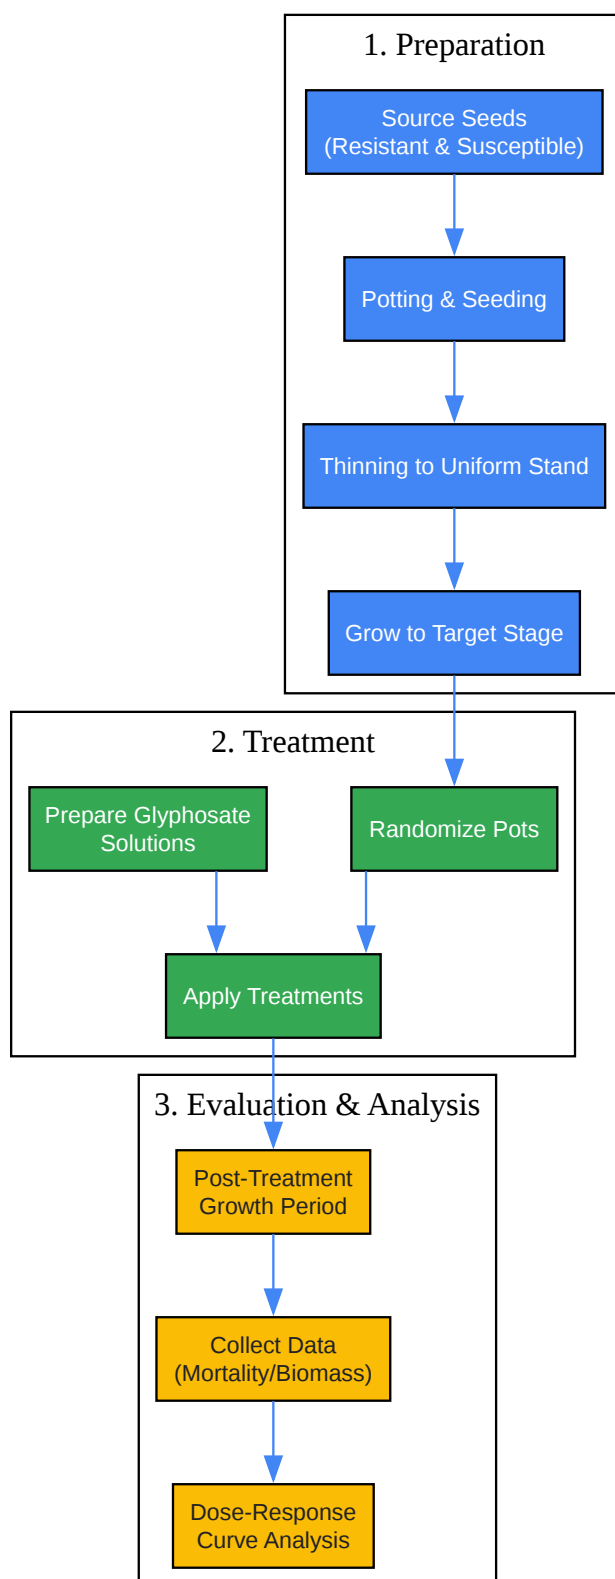 1. Preparation
Source Seeds
(Resistant & Susceptible)
Potting & Seeding
Thinning to Uniform Stand
Grow to Target Stage
2. Treatment
Prepare Glyphosate
Solutions
Randomize Pots
Apply Treatments
3. Evaluation & Analysis
Post-Treatment
Growth Period
Collect Data
(Mortality/Biomass)
Dose-Response
Curve Analysis